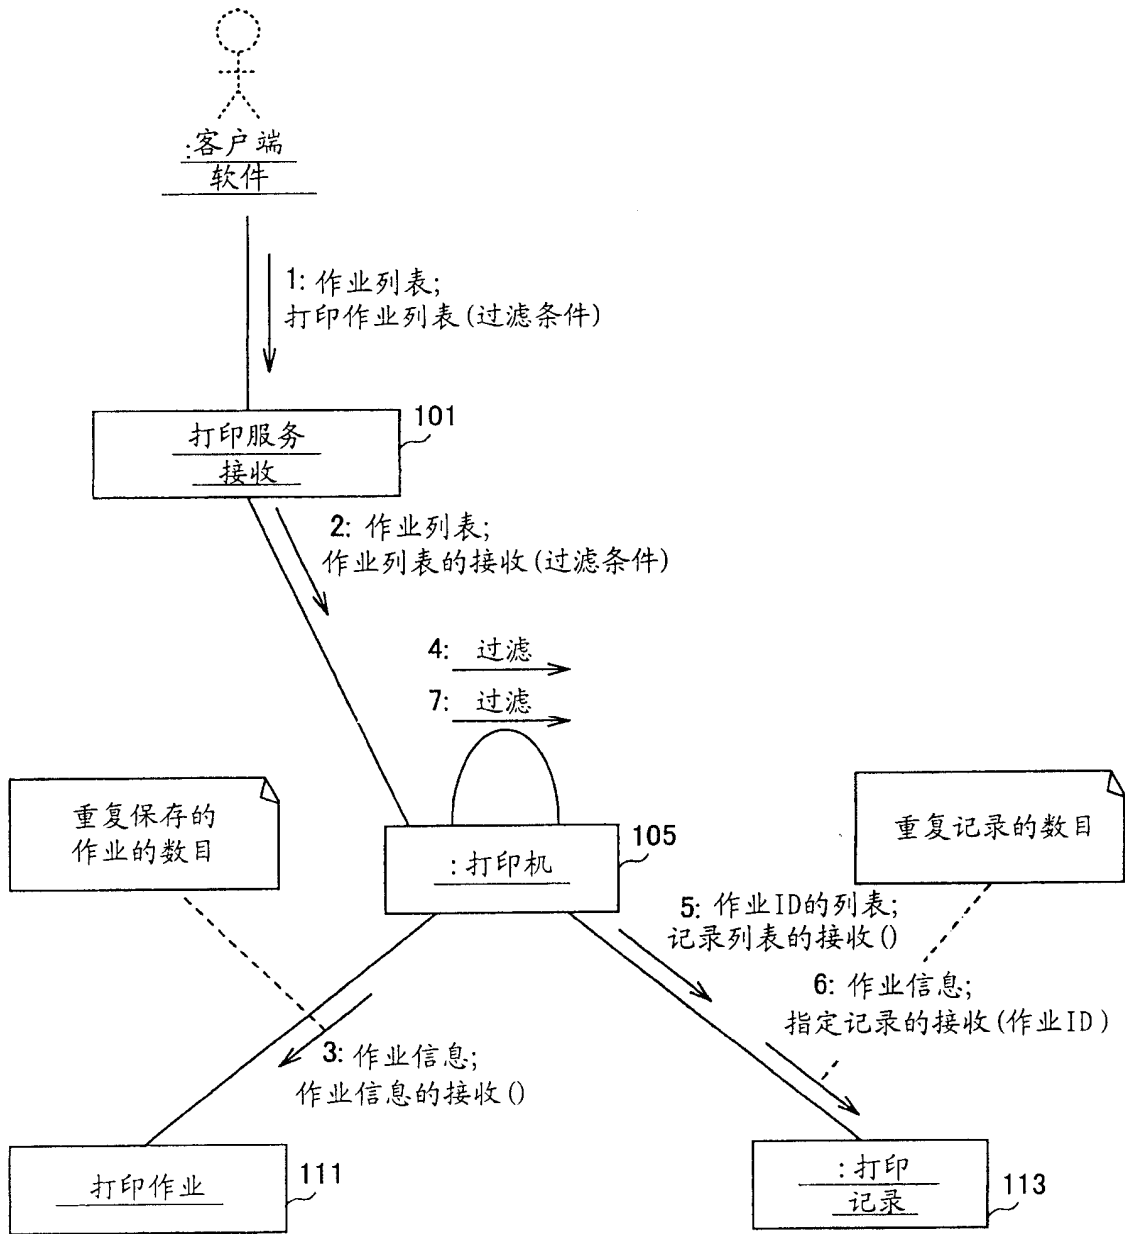 :客户端
软件
1: 作业列表;
打印作业列表(过滤条件)
101
打印服务
接收
2: 作业列表;
作业列表的接收(过滤条件)
4: 过滤
7: 过滤
重复保存的
作业的数目
重复记录的数目
105
:打印机
5: 作业ID的列表;
记录列表的接收()
6: 作业信息;
指定记录的接收(作业ID)
3: 作业信息;
作业信息的接收()
打印作业
111
:打印
记录
113